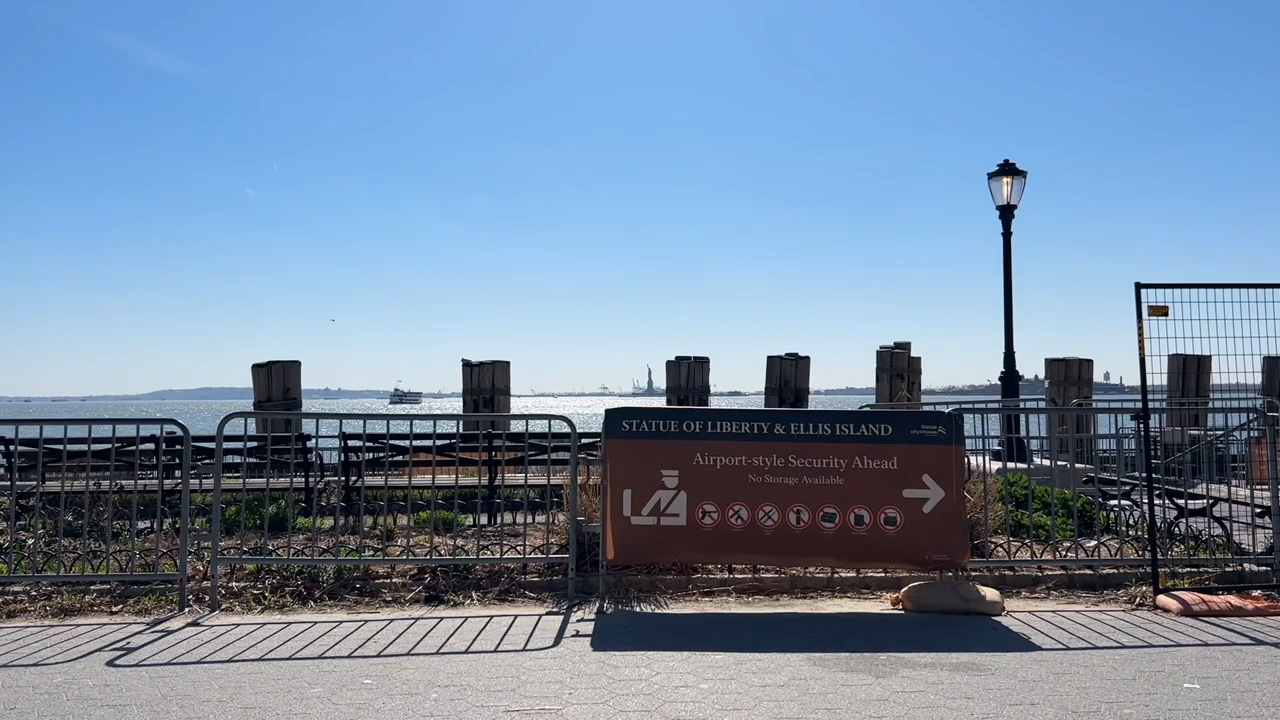 STATUE OF LIBERTY & ELLIS ISLAND
Airport-style Security Ahead
No Storage Available